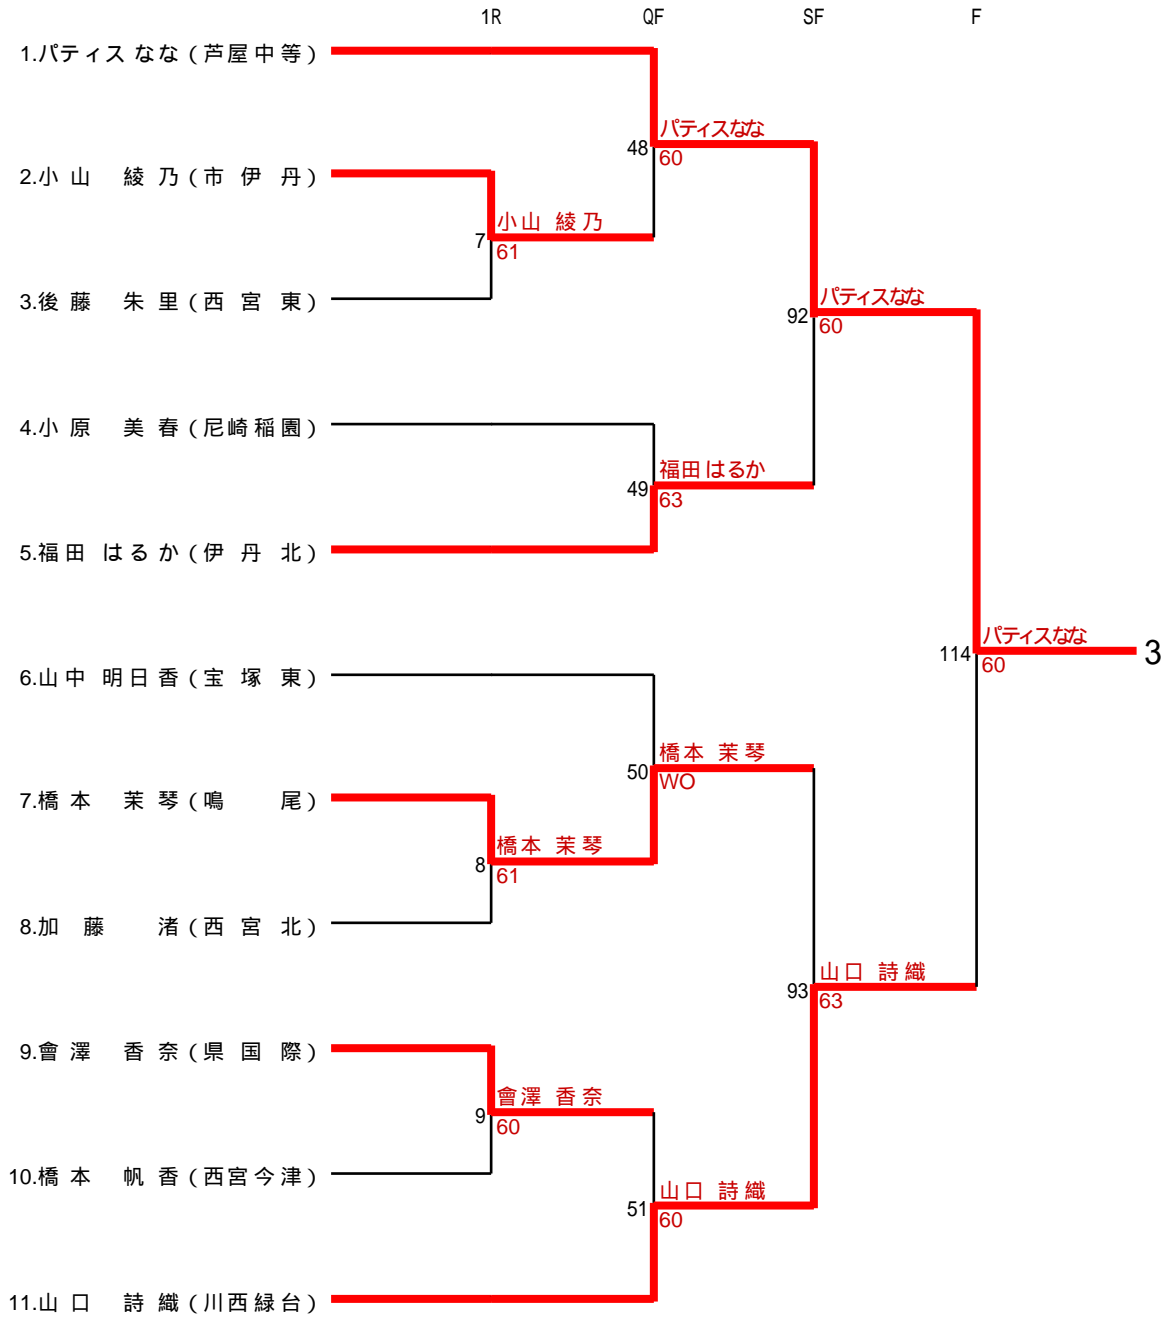 1R QF SF F
1.パティス なな (芦屋中等)
パティスなな
48
60
2.小山 綾乃 (市伊丹)
小山 綾乃
7
61
3.後藤 朱里 (西宮東)
パティスなな
92
60
4.小原 美春 (尼崎稲園)
福田 はるか
49
63
5.福田 はるか (伊丹北)
パティスなな
114
60
3
6.山中 明日香 (宝塚東)
橋本 茉琴
50
WO
7.橋本 茉琴 (鳴尾)
橋本 茉琴
8
61
8.加藤 渚 (西宮北)
山口 詩織
93
63
9.會澤 香奈 (県国際)
會澤 香奈
9
60
10.橋本 帆香 (西宮今津)
山口 詩織
51
60
11.山口 詩織 (川西緑台)